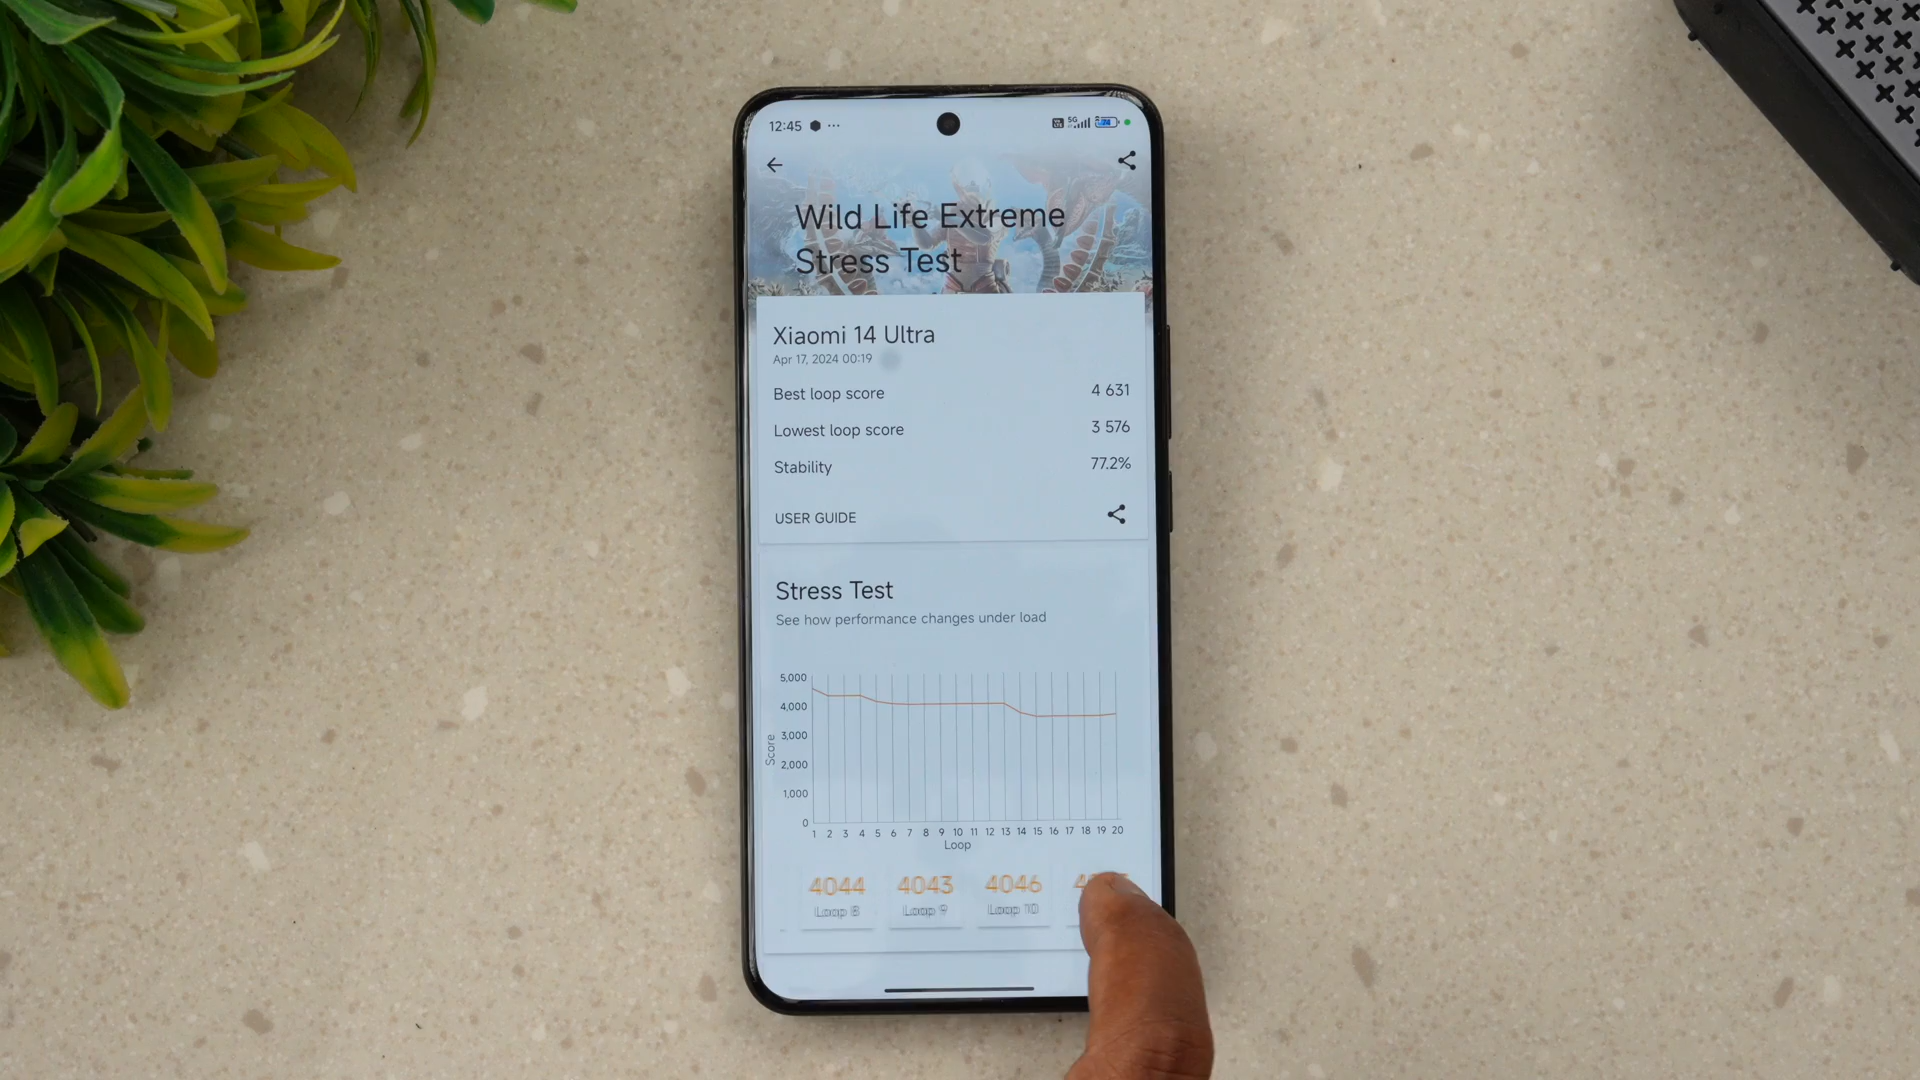 12:45
5G
Wild Life Extreme
Stress Test
Xiaomi 14 Ultra
Apr 17, 2024 00:19
Best loop score 4 631
Lowest loop score 3 576
Stability 77.2%
USER GUIDE
Stress Test
See how performance changes under load
5,000
4,000
3,000
2,000
1,000
0
Score
1 2 3 4 5 6 7 8 9 10 11 12 13 14 15 16 17 18 19 20
Loop
4044 4043 4046
Loop 8 Loop 9 Loop 10